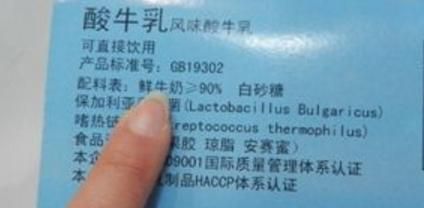 酸牛乳 风味酸牛乳
可直接饮用
产品标准号：GB19302
配料表：鲜牛奶≥90% 白砂糖
保加利亚 菌(Lactobacillus Bulgaricus)
嗜热链 reptococcus thermophilus)
食品 果胶 琼脂 安赛蜜)
本企 9001国际质量管理体系认证
本 制品HACCP体系认证